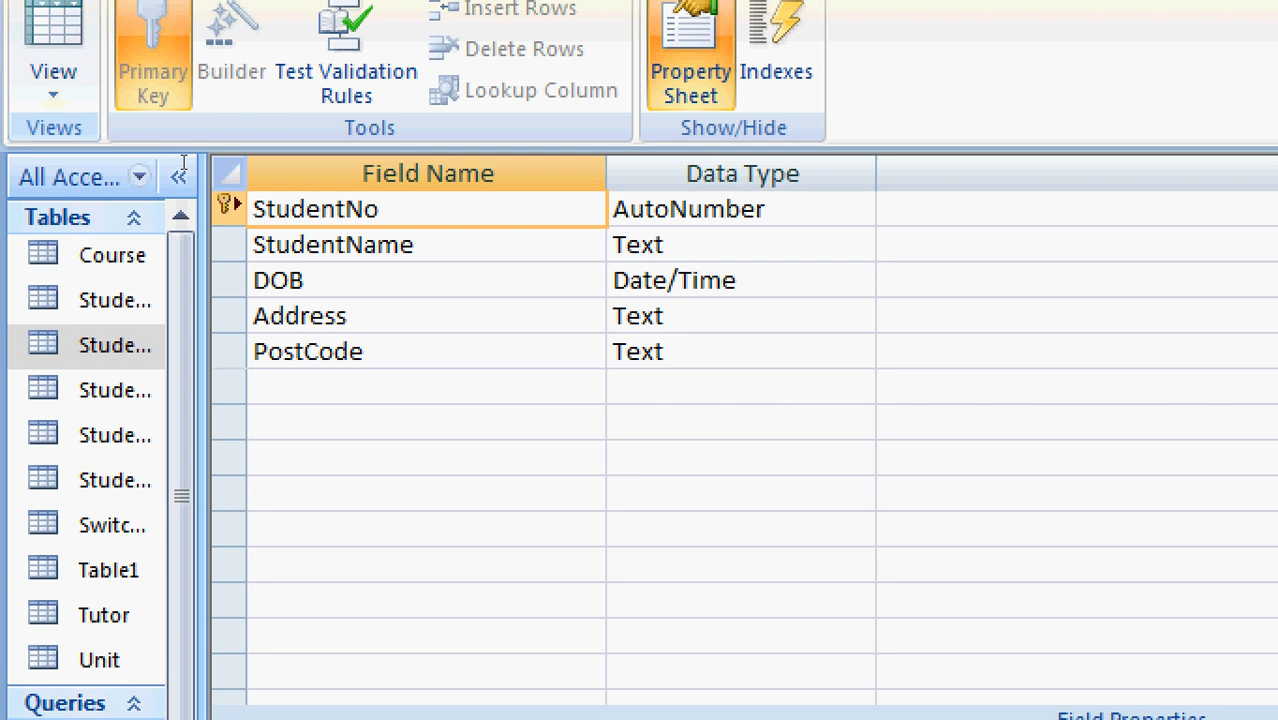 Insert Rows
Delete Rows
Lookup Column
View
Primary Key
Builder
Test Validation Rules
Property Sheet
Indexes
Views
Tools
Show/Hide
All Acce...
Tables
Course
Stude...
Stude...
Stude...
Stude...
Stude...
Switc...
Table1
Tutor
Unit
Queries
Field Name Data Type
StudentNo AutoNumber
StudentName Text
DOB Date/Time
Address Text
PostCode Text
Field Properties